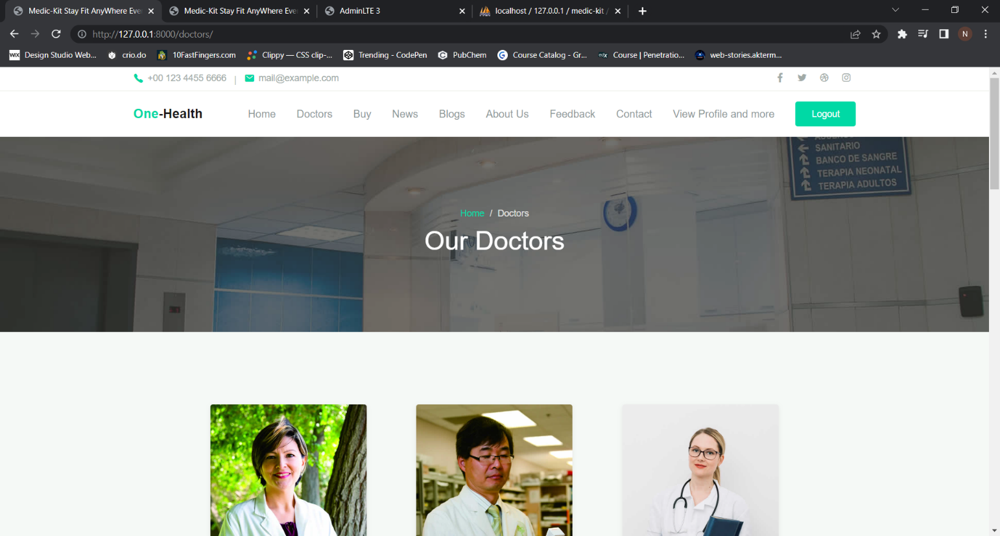 Medic-Kit Stay Fit AnyWhere Eve
Medic-Kit Stay Fit AnyWhere Eve
AdminLTE 3
localhost / 127.0.0.1 / medic-kit /
http://127.0.0.1:8000/doctors/
N
WIX Design Studio Web...
crio.do
10FastFingers.com
Clippy — CSS clip-...
Trending - CodePen
PubChem
G Course Catalog - Gr...
edX Course | Penetratio...
web-stories.akterm...
+00 123 4455 6666 | mail@example.com
One-Health
Home
Doctors
Buy
News
Blogs
About Us
Feedback
Contact
View Profile and more
Logout
SANITARIO
BANCO DE SANGRE
TERAPIA NEONATAL
TERAPIA ADULTOS
Home / Doctors
Our Doctors